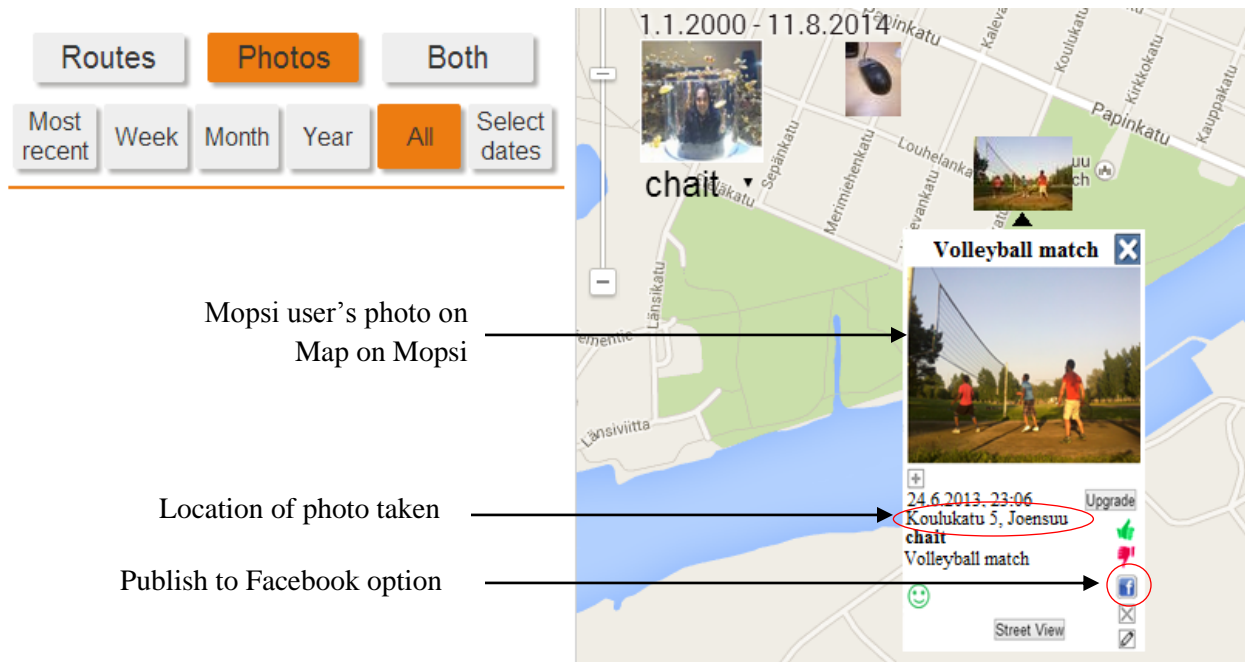 Routes
Photos
Both
Most
recent
Week
Month
Year
All
Select
dates
Mopsi user's photo on
Map on Mopsi
Location of photo taken
Publish to Facebook option
1.1.2000 - 11.8.2014
chait
Papinkatu
Koulukatu
Kirkkokatu
Kauppakatu
Papinkatu
Sepänkatu
Merimiehenkatu
Länsikatu
Länsiviitta
Volleyball match
24.6.2013, 23:06
Upgrade
Koulukatu 5, Joensuu
chait
Volleyball match
Street View